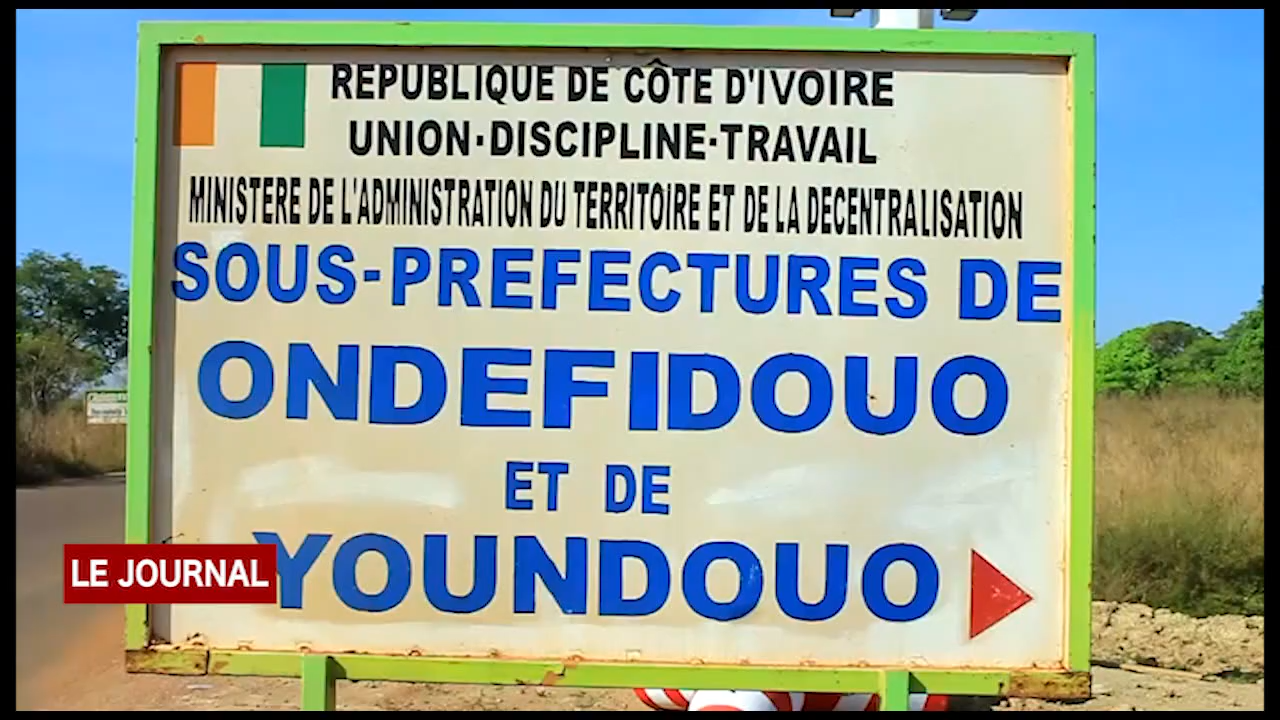 REPUBLIQUE DE CÔTE D'IVOIRE
UNION·DISCIPLINE·TRAVAIL
MINISTERE DE L'ADMINISTRATION DU TERRITOIRE ET DE LA DECENTRALISATION
SOUS-PREFECTURES DE
ONDEFIDOUO
ET DE
YOUNDOUO
LE JOURNAL